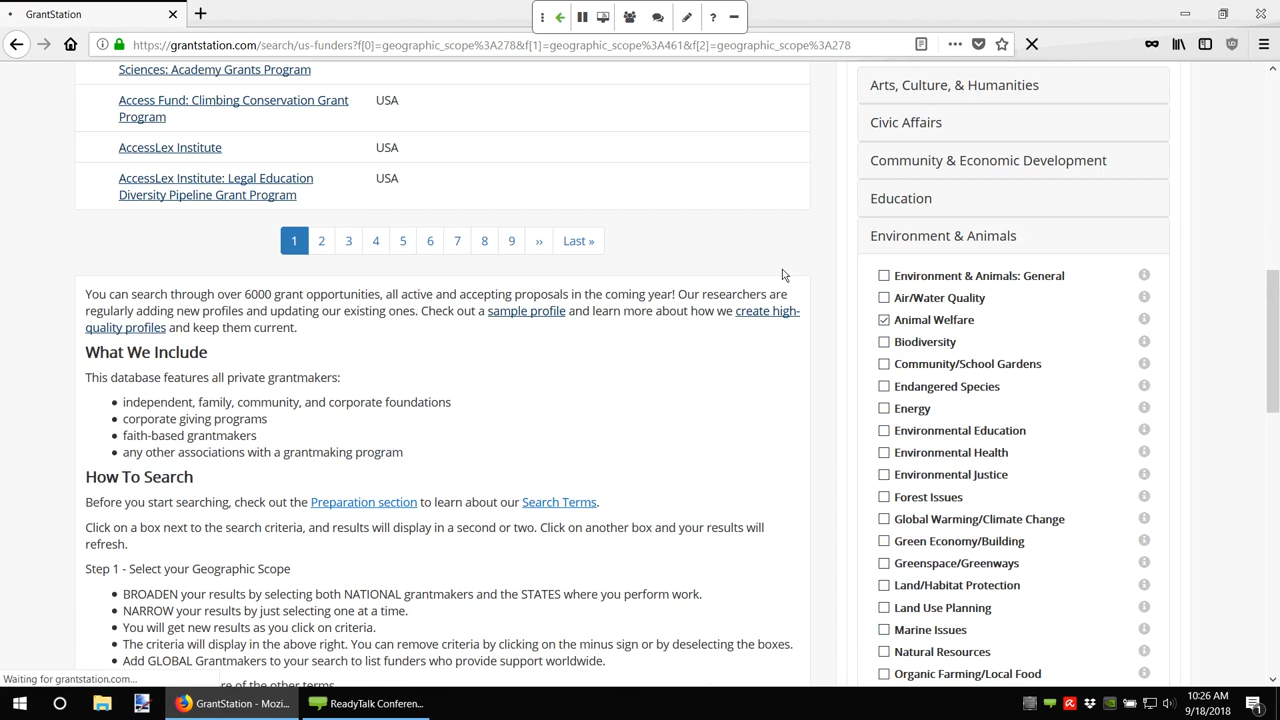 GrantStation
https://grantstation.com/search/us-funders?f[0]=geographic_scope%3A278&f[1]=geographic_scope%3A461&f[2]=geographic_scope%3A278
Sciences: Academy Grants Program
Access Fund: Climbing Conservation Grant USA
Program
AccessLex Institute USA
AccessLex Institute: Legal Education USA
Diversity Pipeline Grant Program
1 2 3 4 5 6 7 8 9 ›› Last »
You can search through over 6000 grant opportunities, all active and accepting proposals in the coming year! Our researchers are
regularly adding new profiles and updating our existing ones. Check out a sample profile and learn more about how we create high-
quality profiles and keep them current.
What We Include
This database features all private grantmakers:
• independent, family, community, and corporate foundations
• corporate giving programs
• faith-based grantmakers
• any other associations with a grantmaking program
How To Search
Before you start searching, check out the Preparation section to learn about our Search Terms.
Click on a box next to the search criteria, and results will display in a second or two. Click on another box and your results will
refresh.
Step 1 - Select your Geographic Scope
• BROADEN your results by selecting both NATIONAL grantmakers and the STATES where you perform work.
• NARROW your results by just selecting one at a time.
• You will get new results as you click on criteria.
• The criteria will display in the above right. You can remove criteria by clicking on the minus sign or by deselecting the boxes.
• Add GLOBAL Grantmakers to your search to list funders who provide support worldwide.
of the other terms
Arts, Culture, & Humanities
Civic Affairs
Community & Economic Development
Education
Environment & Animals
Environment & Animals: General
Air/Water Quality
Animal Welfare
Biodiversity
Community/School Gardens
Endangered Species
Energy
Environmental Education
Environmental Health
Environmental Justice
Forest Issues
Global Warming/Climate Change
Green Economy/Building
Greenspace/Greenways
Land/Habitat Protection
Land Use Planning
Marine Issues
Natural Resources
Organic Farming/Local Food
Waiting for grantstation.com...
GrantStation - Mozi...
ReadyTalk Conferen...
10:26 AM
9/18/2018